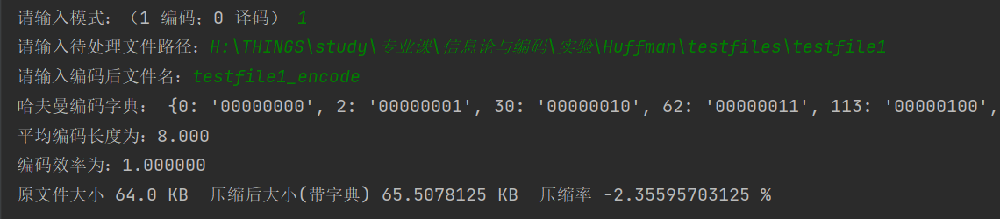 请输入模式：（1 编码；0 译码） 1
请输入待处理文件路径：H:\THINGS\study\专业课\信息论与编码\实验\Huffman\testfiles\testfile1
请输入编码后文件名：testfile1_encode
哈夫曼编码字典： {0: '00000000', 2: '00000001', 30: '00000010', 62: '00000011', 113: '00000100',
平均编码长度为：8.000
编码效率为：1.000000
原文件大小 64.0 KB  压缩后大小(带字典) 65.5078125 KB  压缩率 -2.35595703125 %